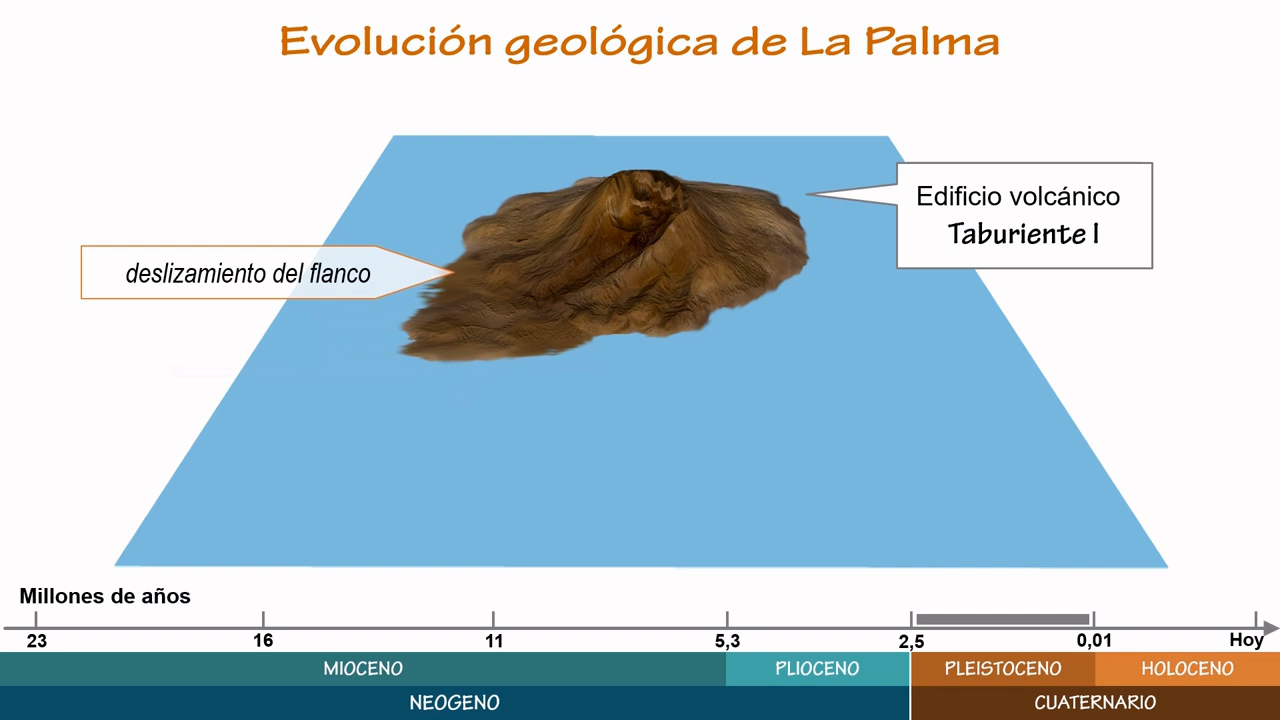 Evolución geológica de La Palma
Edificio volcánico
Taburiente I
deslizamiento del flanco
Millones de años
23 16 11 5,3 2,5 0,01 Hoy
MIOCENO PLIOCENO PLEISTOCENO HOLOCENO
NEOGENO CUATERNARIO